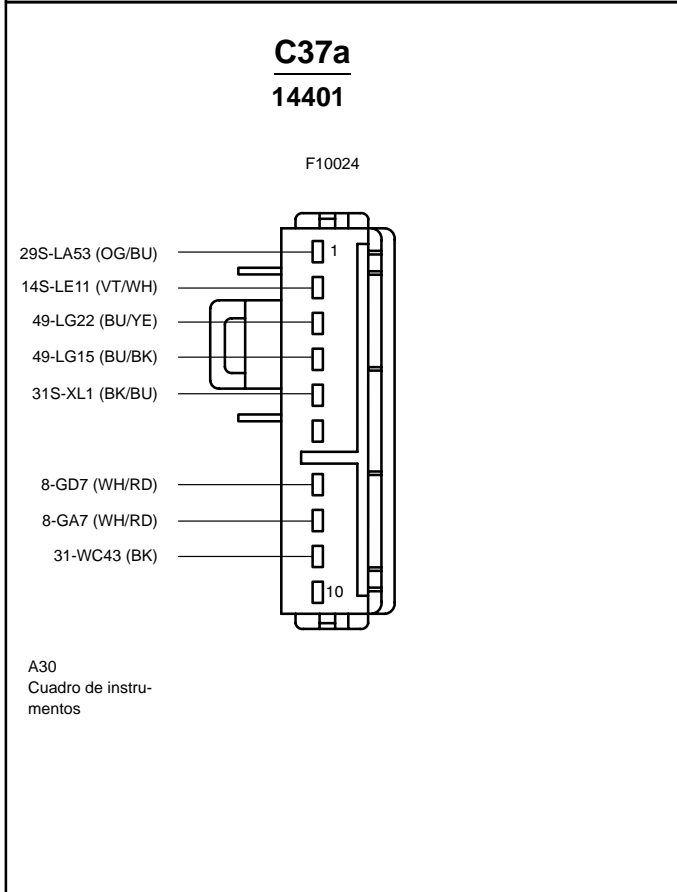 C37a
14401
F10024
29S-LA53 (OG/BU)
1
14S-LE11 (VT/WH)
49-LG22 (BU/YE)
49-LG15 (BU/BK)
31S-XL1 (BK/BU)
8-GD7 (WH/RD)
8-GA7 (WH/RD)
31-WC43 (BK)
10
A30
Cuadro de instru-
mentos